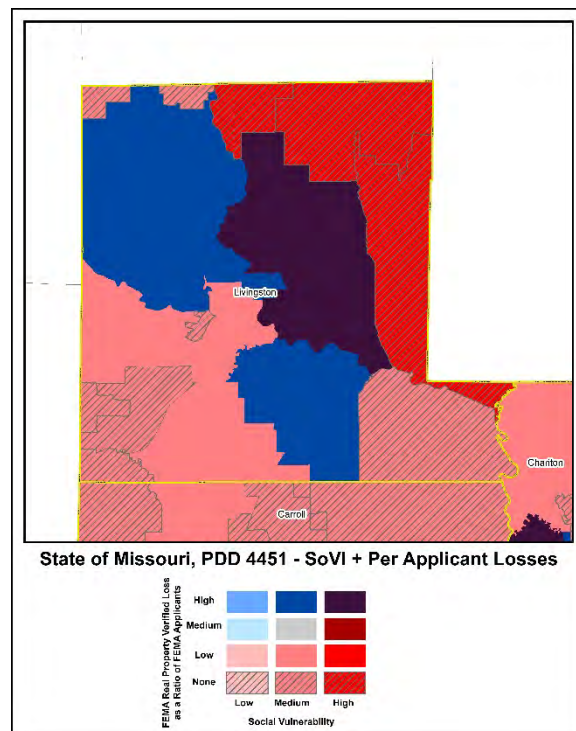 Livingston
Chariton
Carroll
State of Missouri, PDD 4451 - SoVI + Per Applicant Losses
FEMA Real Property Verified Loss
as a Ratio of FEMA Applicants
High
Medium
Low
None
Low Medium High
Social Vulnerability